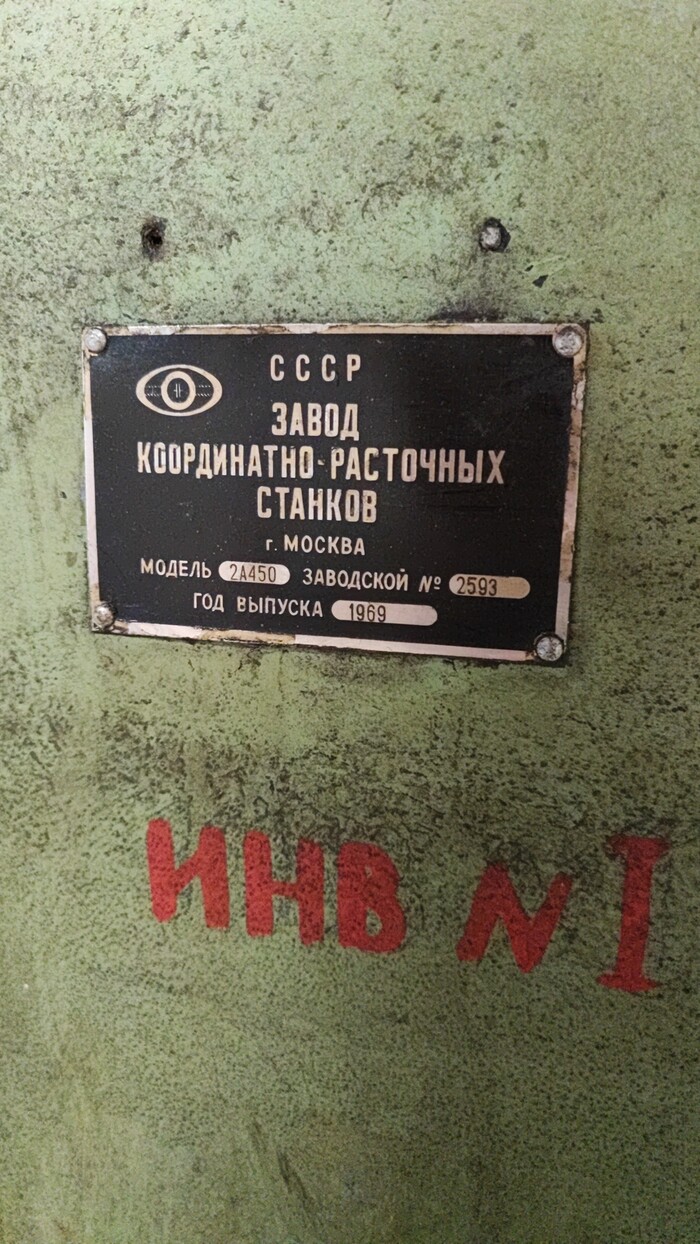 СССР
ЗАВОД
КООРДИНАТНО-РАСТОЧНЫХ
СТАНКОВ
г. МОСКВА
МОДЕЛЬ 2А450 ЗАВОДСКОЙ № 2593
ГОД ВЫПУСКА 1969
ИНВ N I